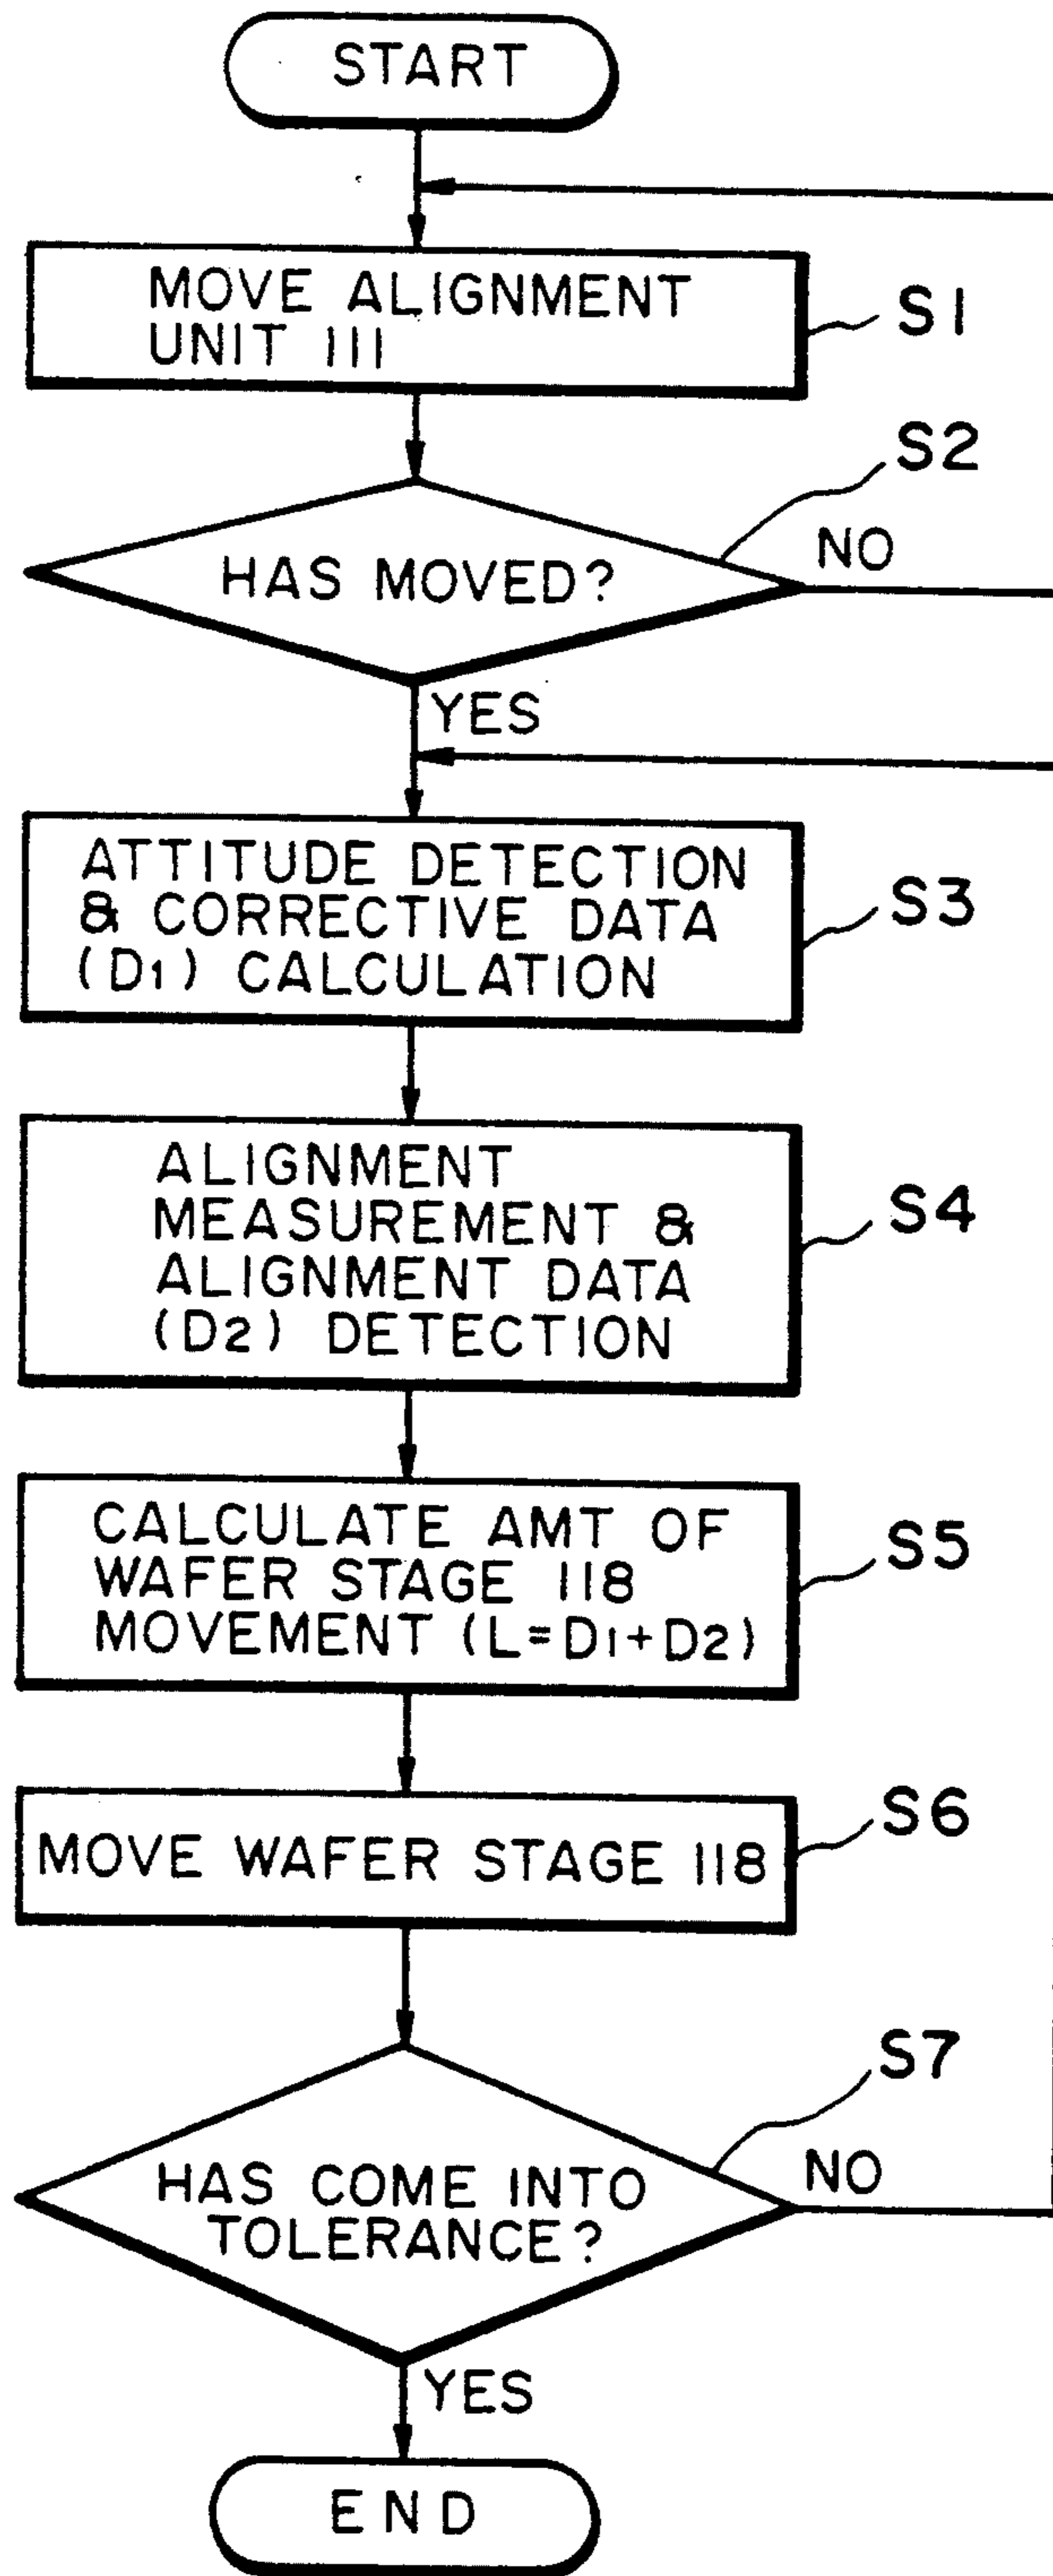 START
MOVE ALIGNMENT
UNIT 111
S1
S2
HAS MOVED?
NO
YES
ATTITUDE DETECTION
& CORRECTIVE DATA
(D1) CALCULATION
S3
ALIGNMENT
MEASUREMENT &
ALIGNMENT DATA
(D2) DETECTION
S4
CALCULATE AMT OF
WAFER STAGE 118
MOVEMENT (L=D1+D2)
S5
MOVE WAFER STAGE 118
S6
S7
HAS COME INTO
TOLERANCE?
NO
YES
END